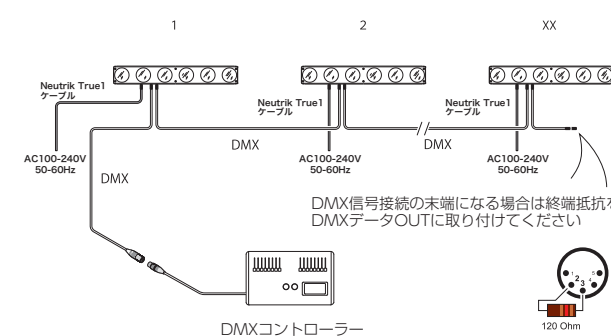 1
2
XX
Neutrik True1
ケーブル
Neutrik True1
ケーブル
Neutrik True1
ケーブル
DMX
DMX
AC100-240V
50-60Hz
AC100-240V
50-60Hz
AC100-240V
50-60Hz
DMX
DMX信号接続の末端になる場合は終端抵抗を
DMXデータOUTに取り付けてください
1
2
3
4
5
120 Ohm
DMXコントローラー